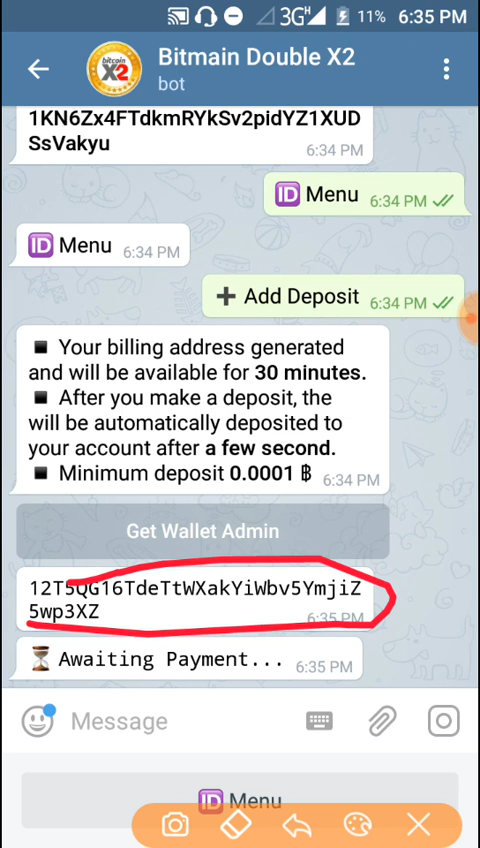 3G H 11% 6:35 PM
bitcoin
X2
Bitmain Double X2
bot
1KN6Zx4FTdkmRYkSv2pidYZ1XUD
SsVakyu
6:34 PM
🆔 Menu 6:34 PM
🆔 Menu 6:34 PM
➕ Add Deposit 6:34 PM
▪️ Your billing address generated
and will be available for 30 minutes.
▪️ After you make a deposit, the
will be automatically deposited to
your account after a few second.
▪️ Minimum deposit 0.0001 ฿ 6:34 PM
Get Wallet Admin
12T5QG16TdeTtWXakYiWbv5YmjiZ
5wp3XZ 6:35 PM
⏳ Awaiting Payment... 6:35 PM
Message
🆔 Menu